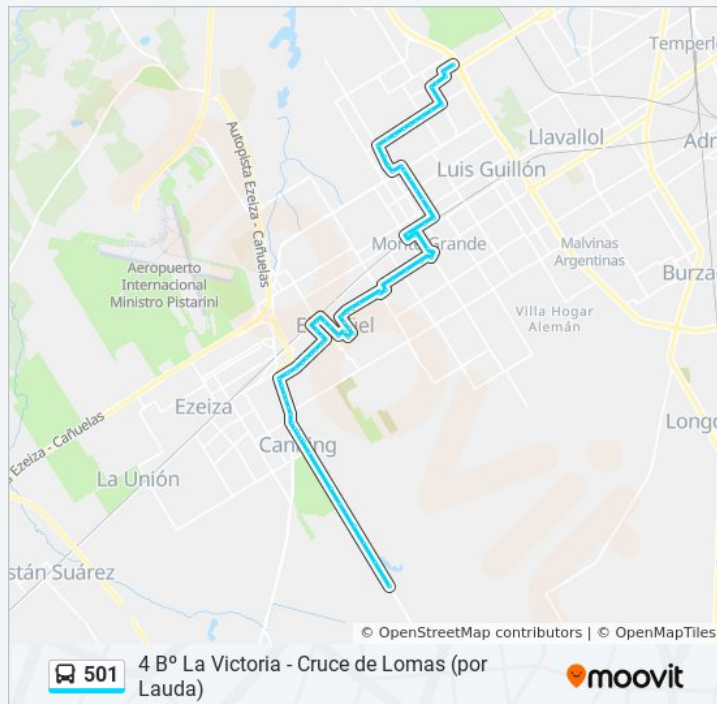 Temperley
Adr
Llavallol
Autopista Ezeiza - Cañuelas
Luis Guillón
Monte Grande
Malvinas
Argentinas
Aeropuerto
Internacional
Ministro Pistarini
Burza
Villa Hogar
Alemán
Ezeiza
Longc
Canning
Ezeiza - Cañuelas
La Unión
stán Suárez
© OpenStreetMap contributors | © OpenMapTiles
501
4 Bº La Victoria - Cruce de Lomas (por
Lauda)
moovit